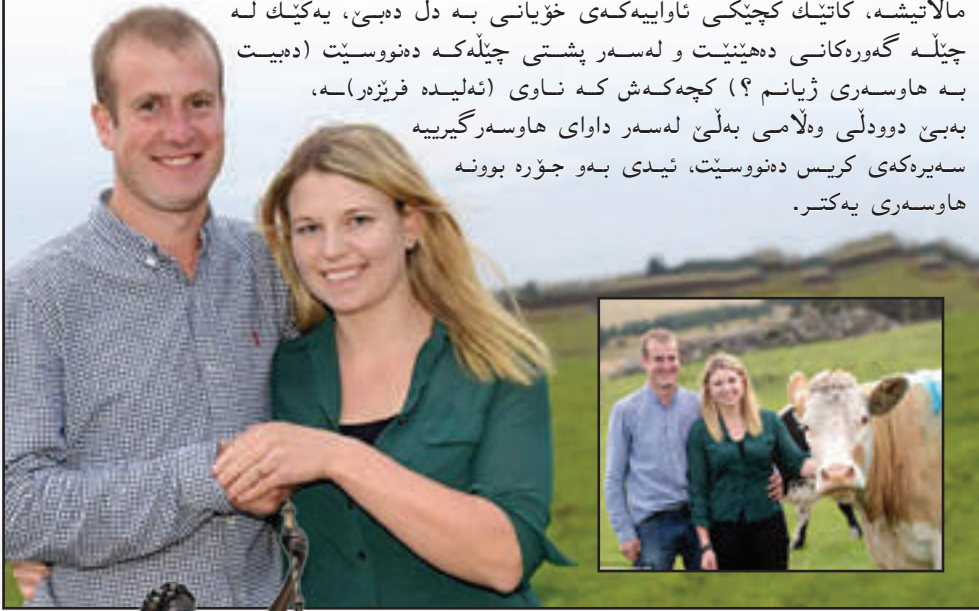 ماڵاتیشە، کاتێك کچێکی ئاواییەکەی خۆیانی بە دڵ دەبێ، یەکێك لە
چێڵە گەورەکانی دەهێنێت و لەسەر پشتی چێڵەکە دەنووسێت (دەبیت
بە هاوسەری ژیانم ؟) کچەکەش کە ناوی (ئەلیدە فرێزەر)ـە،
بەبێ دوودڵی وەڵامی بەڵێ لەسەر داوای هاوسەرگیرییە
سەیرەکەی کریس دەنووسێت، ئیدی بەو جۆرە بوونە
هاوسەری یەکتر.